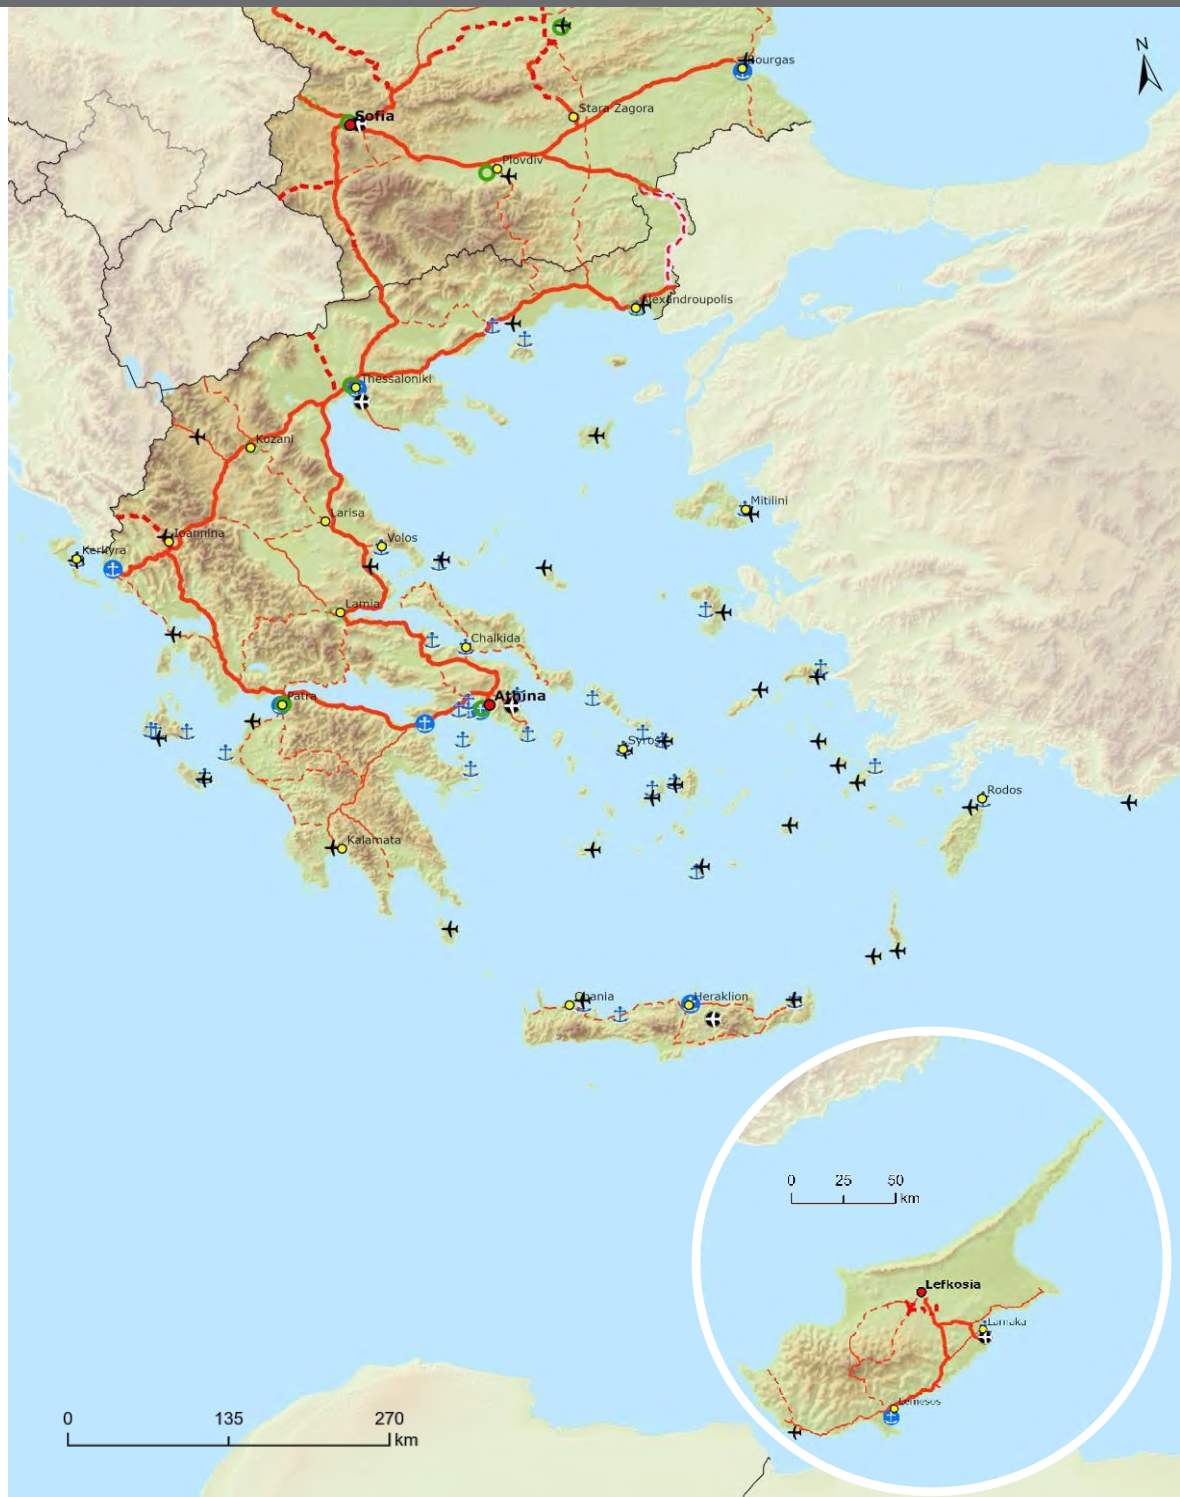 N
Bourgas
Stara Zagora
Sofia
Plovdiv
Alexandroupolis
Thessaloniki
Kozani
Mitilini
Larisa
Ioannina
Volos
Kerkyra
Lamia
Chalkida
Athina
Patra
Syros
Rodos
Kalamata
Chania
Heraklion
0 25 50
km
Lefkosia
Larnaka
Lemesos
0 135 270
km